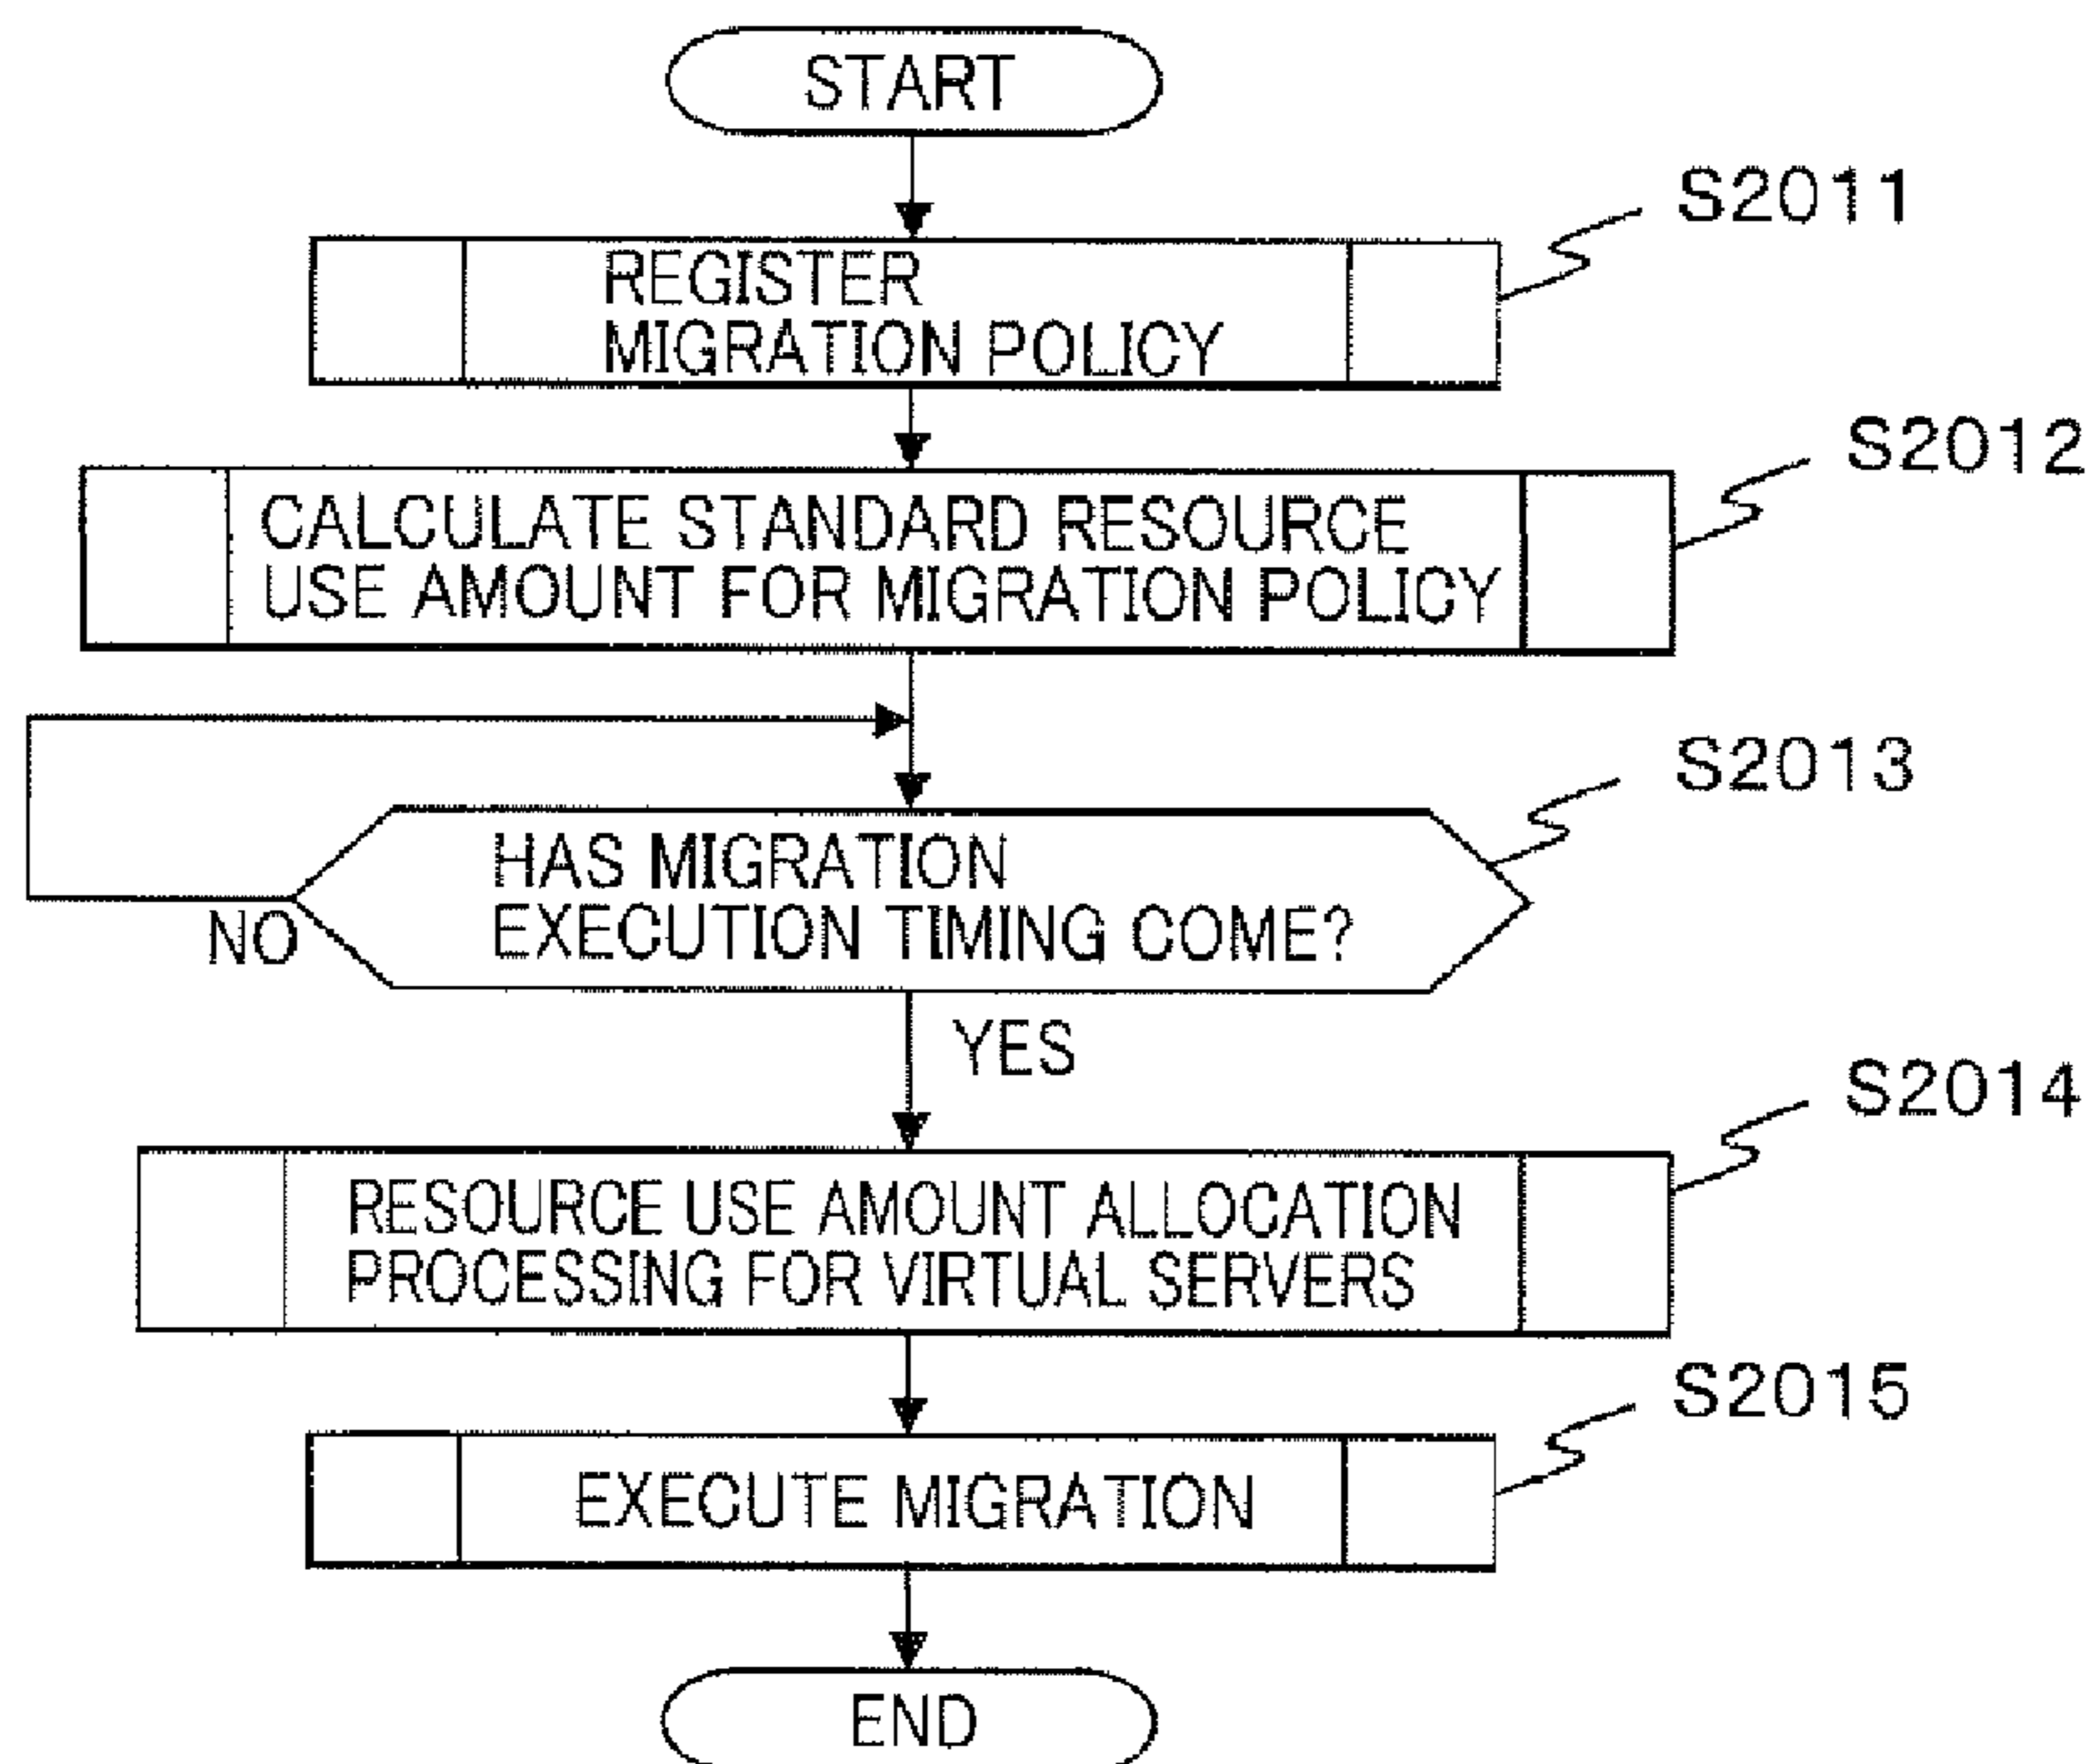 START
S2011
REGISTER
MIGRATION POLICY
S2012
CALCULATE STANDARD RESOURCE
USE AMOUNT FOR MIGRATION POLICY
S2013
HAS MIGRATION
EXECUTION TIMING COME?
NO
YES
S2014
RESOURCE USE AMOUNT ALLOCATION
PROCESSING FOR VIRTUAL SERVERS
S2015
EXECUTE MIGRATION
END